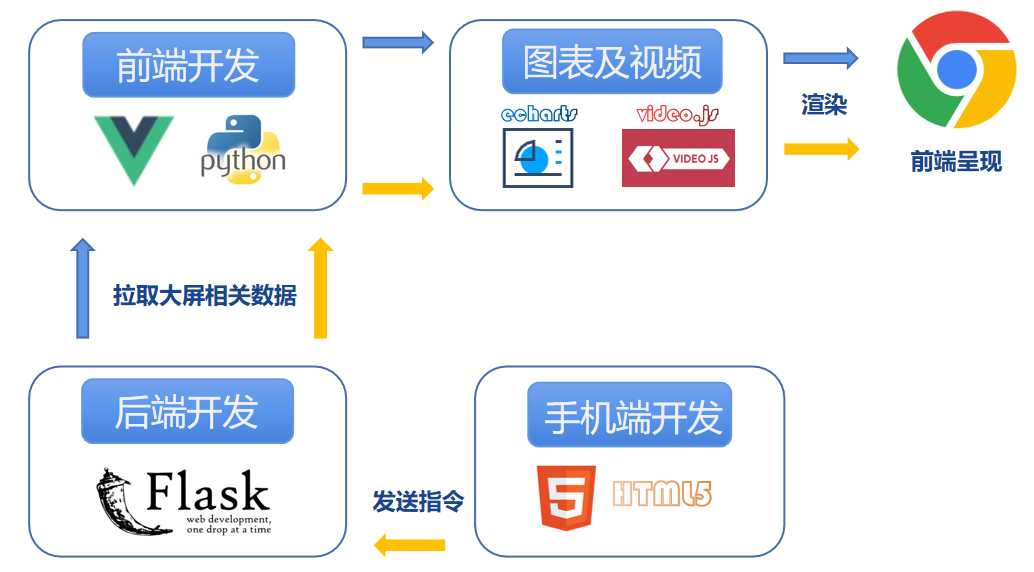 前端开发
python
图表及视频
echarts
video.js
VIDEO JS
渲染
前端呈现
拉取大屏相关数据
后端开发
Flask
web development,
one drop at a time
发送指令
手机端开发
5
HTML5